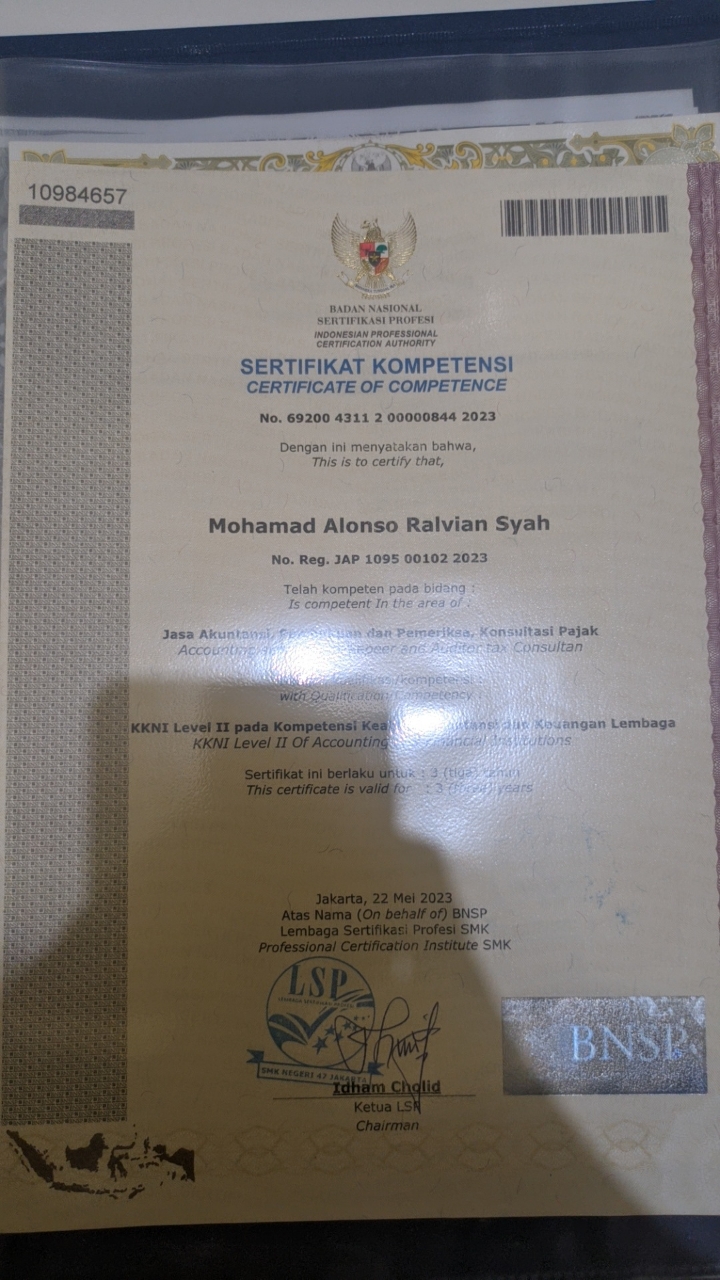 10984657
BADAN NASIONAL
SERTIFIKASI PROFESI
INDONESIAN PROFESSIONAL
CERTIFICATION AUTHORITY
SERTIFIKAT KOMPETENSI
CERTIFICATE OF COMPETENCE
No. 69200 4311 2 00000844 2023
Dengan ini menyatakan bahwa,
This is to certify that,
Mohamad Alonso Ralvian Syah
No. Reg. JAP 1095 00102 2023
Telah kompeten pada bidang :
Is competent In the area of :
Jasa Akuntansi, dan Pemeriksa, Konsultasi Pajak
and Auditor tax Consultan
with Qualification/Competency :
KKNI Level II pada Kompetensi dan Keuangan Lembaga
KKNI Level II Of Accounting Financial Institutions
Sertifikat ini berlaku untuk : 3 (tiga) tahun
This certificate is valid for : 3 years
Jakarta, 22 Mei 2023
Atas Nama (On behalf of) BNSP
Lembaga Sertifikasi Profesi SMK
Professional Certification Institute SMK
LSP
SMK NEGERI 47 JAKARTA
BNSP
Idham Cholid
Ketua LSP
Chairman